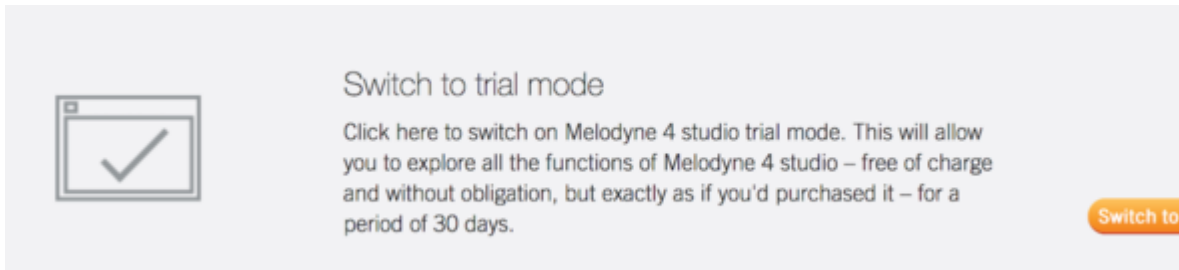 Switch to trial mode
Click here to switch on Melodyne 4 studio trial mode. This will allow
you to explore all the functions of Melodyne 4 studio – free of charge
and without obligation, but exactly as if you'd purchased it – for a
period of 30 days.
Switch to